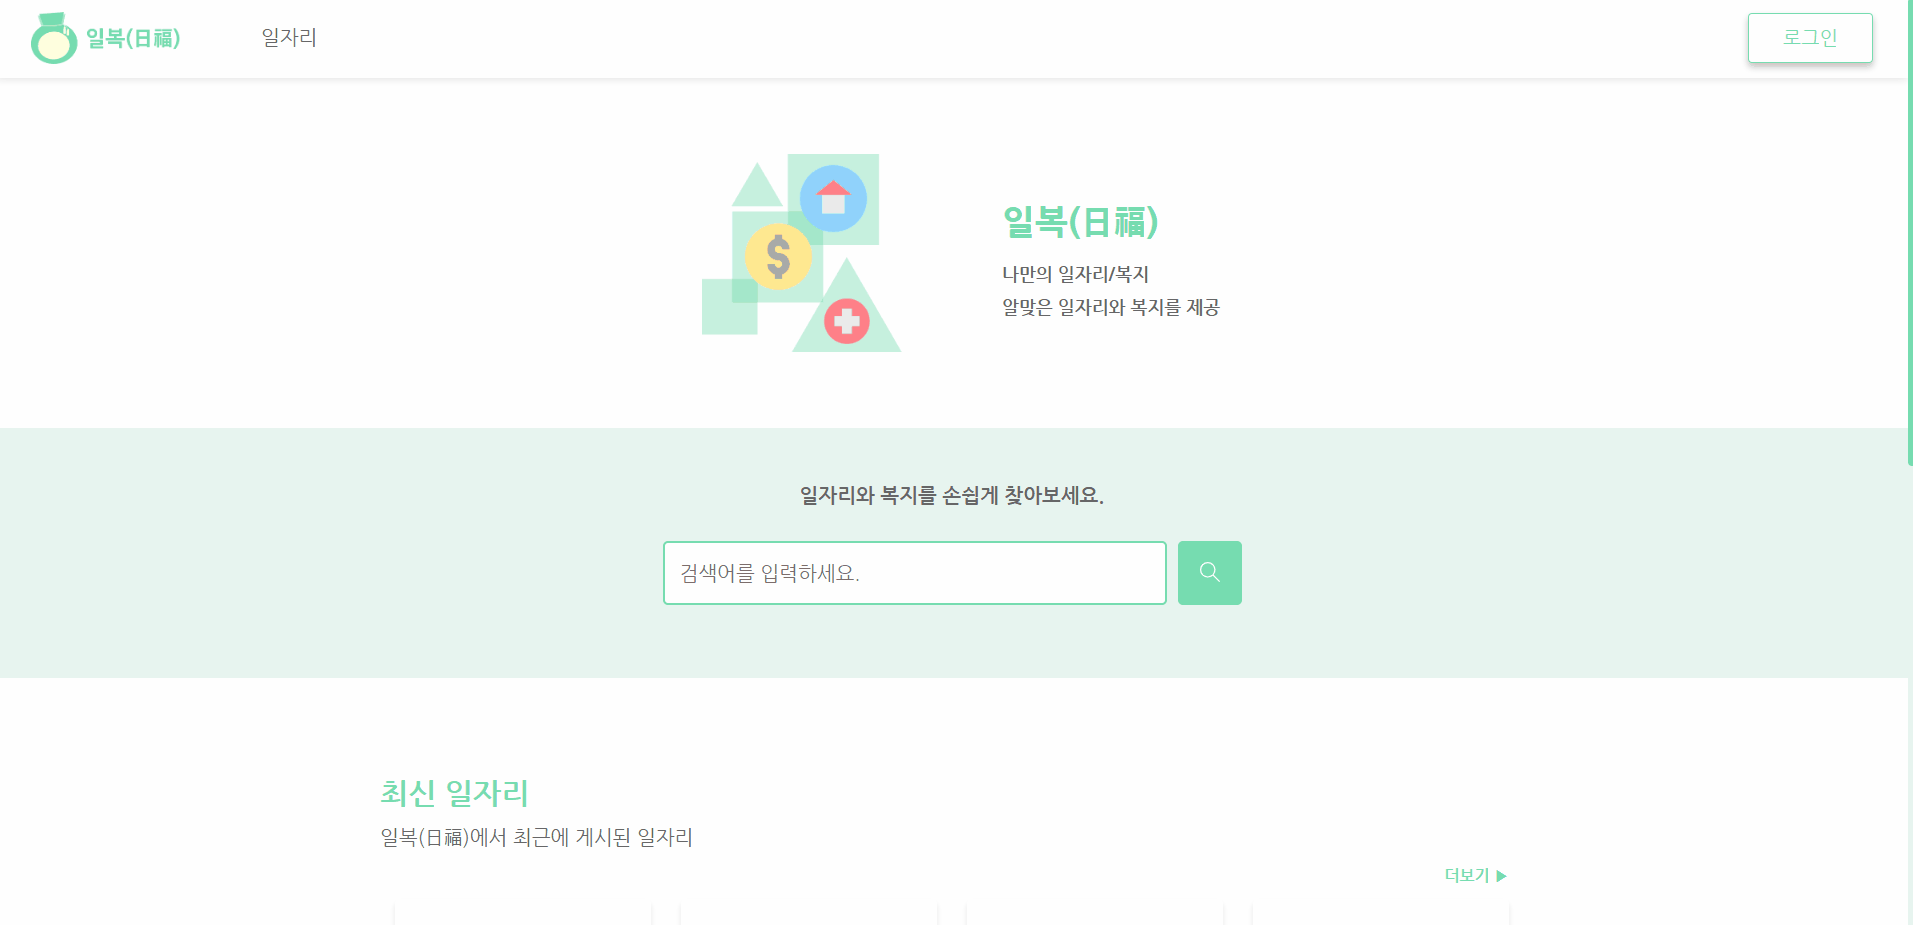 일복(日福)
일자리
로그인
$
일복(日福)
나만의 일자리/복지
알맞은 일자리와 복지를 제공
일자리와 복지를 손쉽게 찾아보세요.
검색어를 입력하세요.
최신 일자리
일복(日福)에서 최근에 게시된 일자리
더보기 ▶